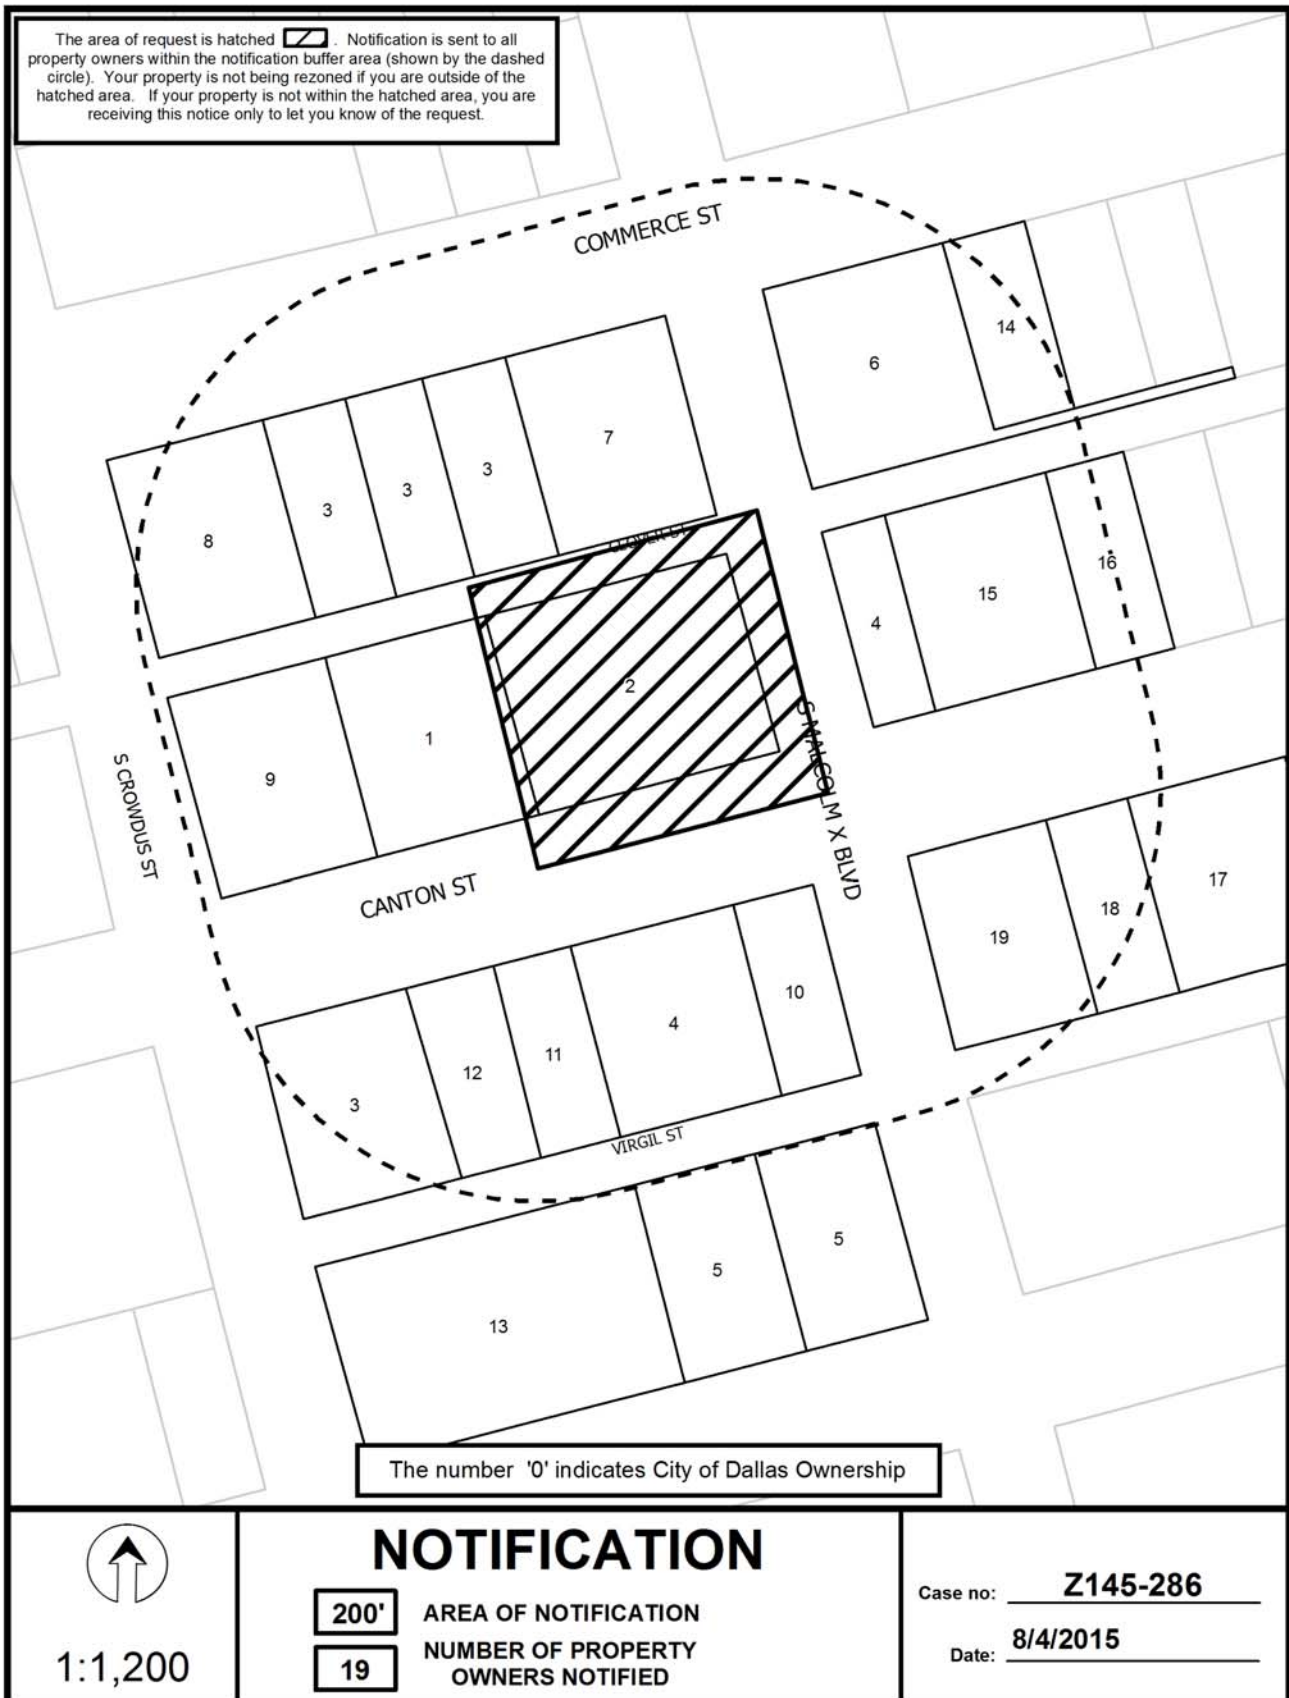 The area of request is hatched . Notification is sent to all
property owners within the notification buffer area (shown by the dashed
circle). Your property is not being rezoned if you are outside of the
hatched area. If your property is not within the hatched area, you are
receiving this notice only to let you know of the request.
COMMERCE ST
14
6
7
3
3
3
8
CLOVER ST
16
15
4
2
1
9
S MALCOLM X BLVD
S CROWDUS ST
CANTON ST
17
18
19
10
4
11
12
3
VIRGIL ST
5
5
13
The number '0' indicates City of Dallas Ownership
1:1,200
NOTIFICATION
200' AREA OF NOTIFICATION
19 NUMBER OF PROPERTY
OWNERS NOTIFIED
Case no: Z145-286
Date: 8/4/2015